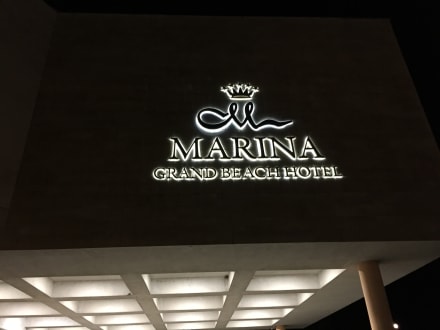 M
MARINA
GRAND BEACH HOTEL